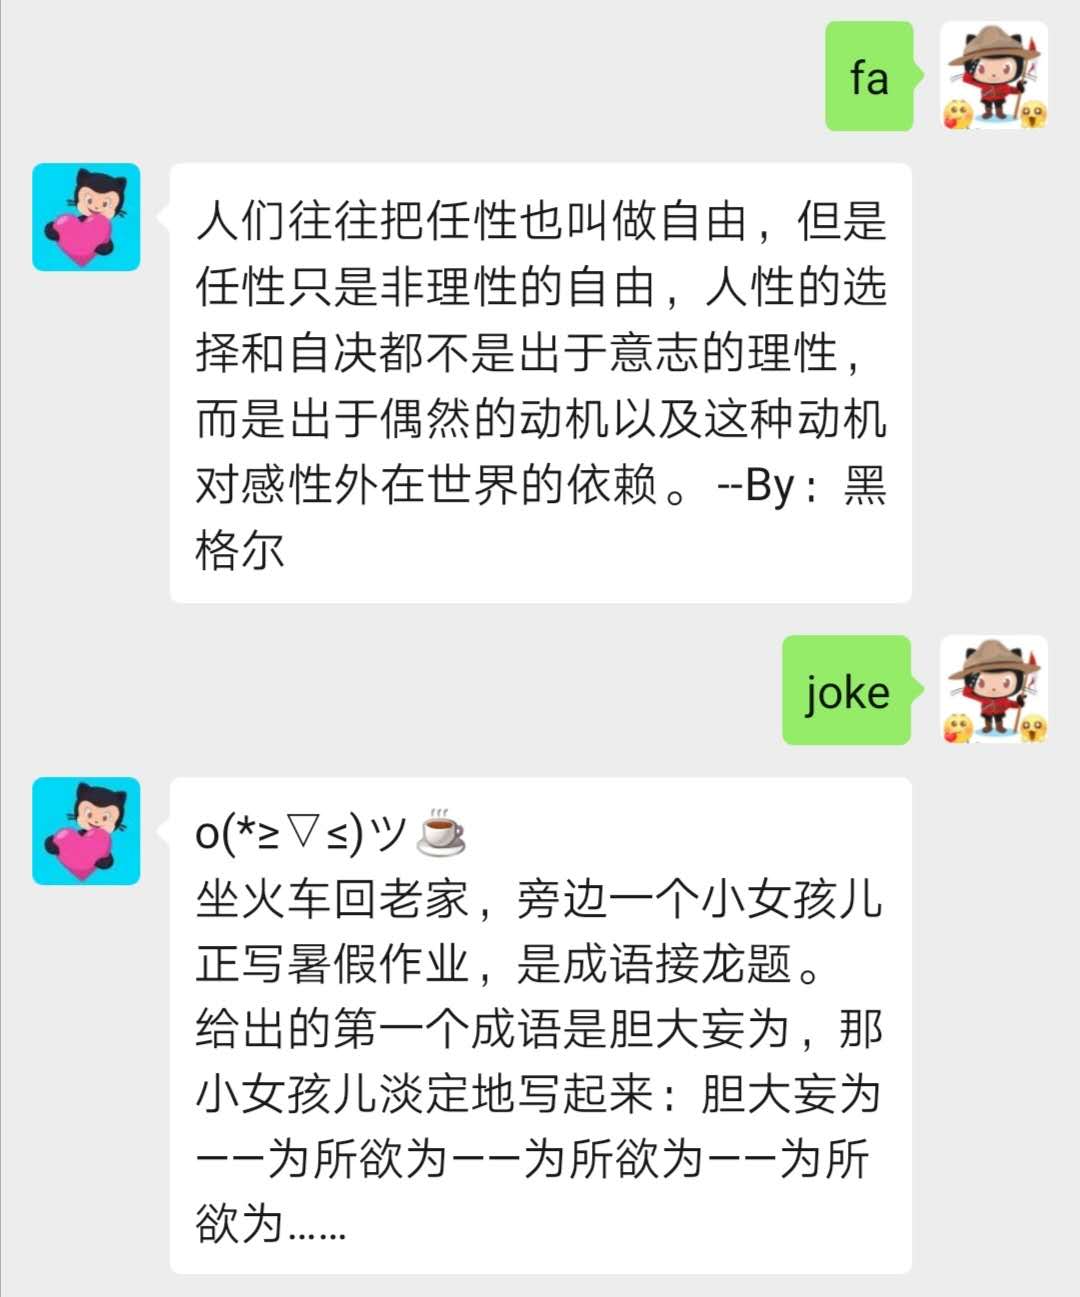 fa
人们往往把任性也叫做自由，但是
任性只是非理性的自由，人性的选
择和自决都不是出于意志的理性，
而是出于偶然的动机以及这种动机
对感性外在世界的依赖。--By：黑
格尔
joke
o(*≥▽≤)ツ☕
坐火车回老家，旁边一个小女孩儿
正写暑假作业，是成语接龙题。
给出的第一个成语是胆大妄为，那
小女孩儿淡定地写起来：胆大妄为
——为所欲为——为所欲为——为所
欲为……